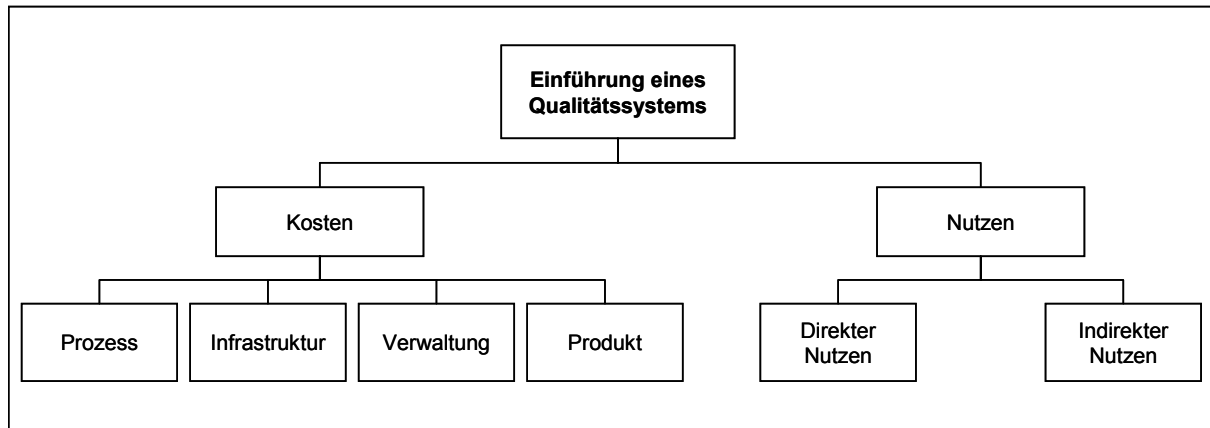 Einführung eines
Qualitätssystems
Kosten
Nutzen
Prozess
Infrastruktur
Verwaltung
Produkt
Direkter
Nutzen
Indirekter
Nutzen